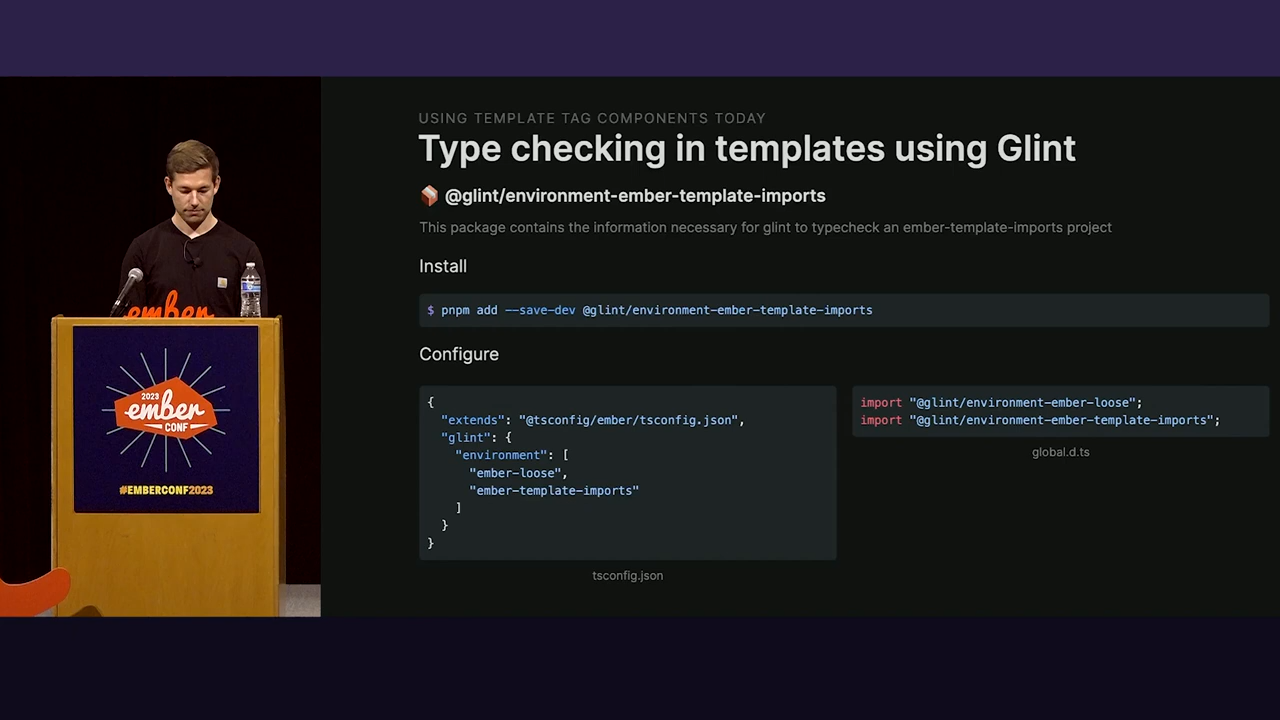 USING TEMPLATE TAG COMPONENTS TODAY
Type checking in templates using Glint
@glint/environment-ember-template-imports
This package contains the information necessary for glint to typecheck an ember-template-imports project
Install
$ pnpm add --save-dev @glint/environment-ember-template-imports
Configure
{
"extends": "@tsconfig/ember/tsconfig.json",
"glint": {
"environment": [
"ember-loose",
"ember-template-imports"
]
}
}
tsconfig.json
import "@glint/environment-ember-loose";
import "@glint/environment-ember-template-imports";
global.d.ts
ember
2023
ember
CONF
#EMBERCONF2023